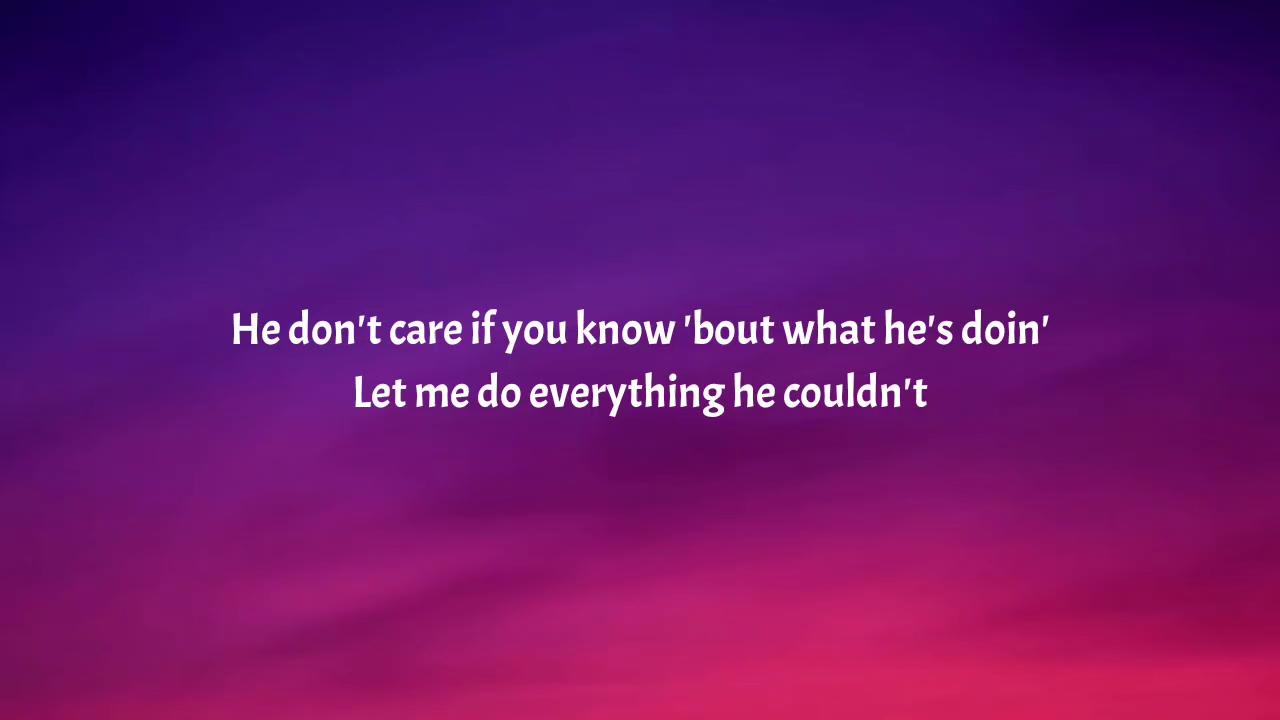 He don't care if you know 'bout what he's doin'
Let me do everything he couldn't